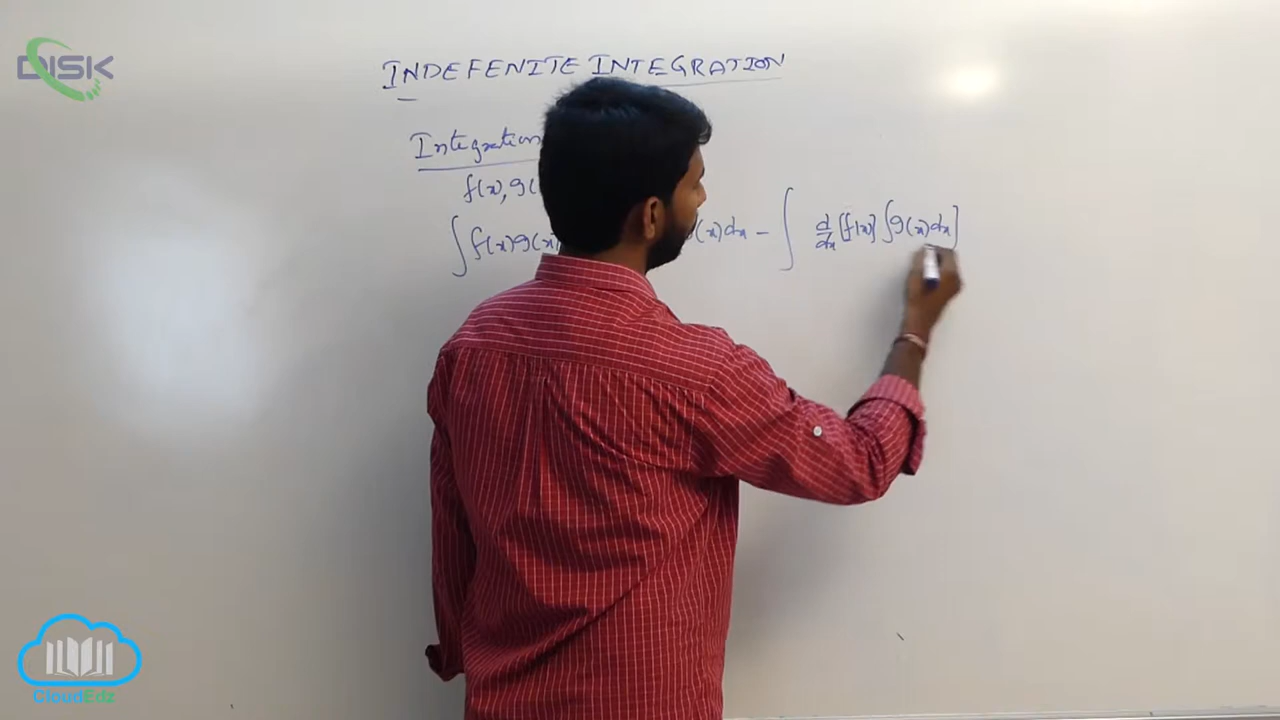 DISK
INDEFENITE INTEGRATION
Integration
f(x), g(
∫ f(x) g(x) (x) dx - ∫ d/dx [f(x)] ∫ g(x) dx]
CloudEdz